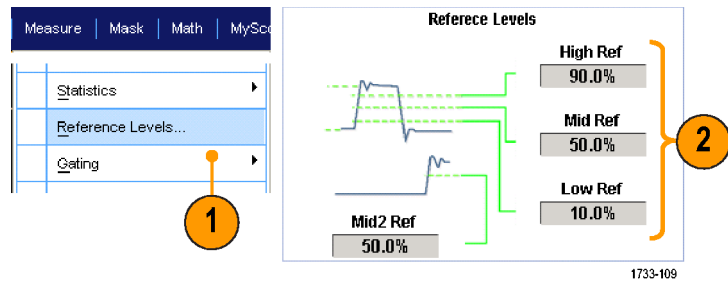 Measure | Mask | Math | MySco
Statistics
Reference Levels...
Gating
1
Referece Levels
High Ref
90.0%
Mid Ref
50.0%
Low Ref
10.0%
Mid2 Ref
50.0%
2
1733-109